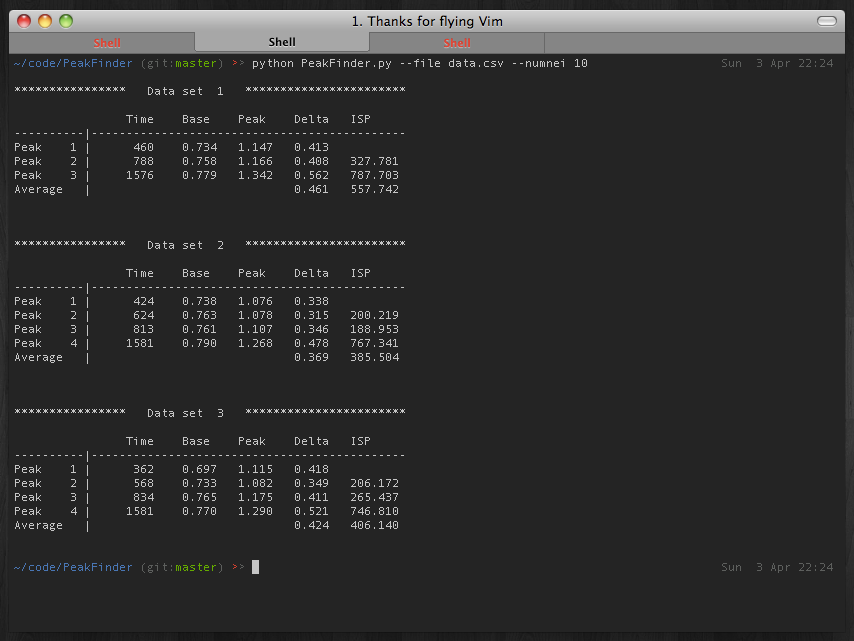 1. Thanks for flying Vim
Shell Shell Shell
~/code/PeakFinder (git:master) >> python PeakFinder.py --file data.csv --numnei 10 Sun 3 Apr 22:24
**************** Data set 1 ***********************
Time Base Peak Delta ISP
----------|---------------------------------------------
Peak 1 | 460 0.734 1.147 0.413
Peak 2 | 788 0.758 1.166 0.408 327.781
Peak 3 | 1576 0.779 1.342 0.562 787.703
Average | 0.461 557.742
**************** Data set 2 ***********************
Time Base Peak Delta ISP
----------|---------------------------------------------
Peak 1 | 424 0.738 1.076 0.338
Peak 2 | 624 0.763 1.078 0.315 200.219
Peak 3 | 813 0.761 1.107 0.346 188.953
Peak 4 | 1581 0.790 1.268 0.478 767.341
Average | 0.369 385.504
**************** Data set 3 ***********************
Time Base Peak Delta ISP
----------|---------------------------------------------
Peak 1 | 362 0.697 1.115 0.418
Peak 2 | 568 0.733 1.082 0.349 206.172
Peak 3 | 834 0.765 1.175 0.411 265.437
Peak 4 | 1581 0.770 1.290 0.521 746.810
Average | 0.424 406.140
~/code/PeakFinder (git:master) >> Sun 3 Apr 22:24